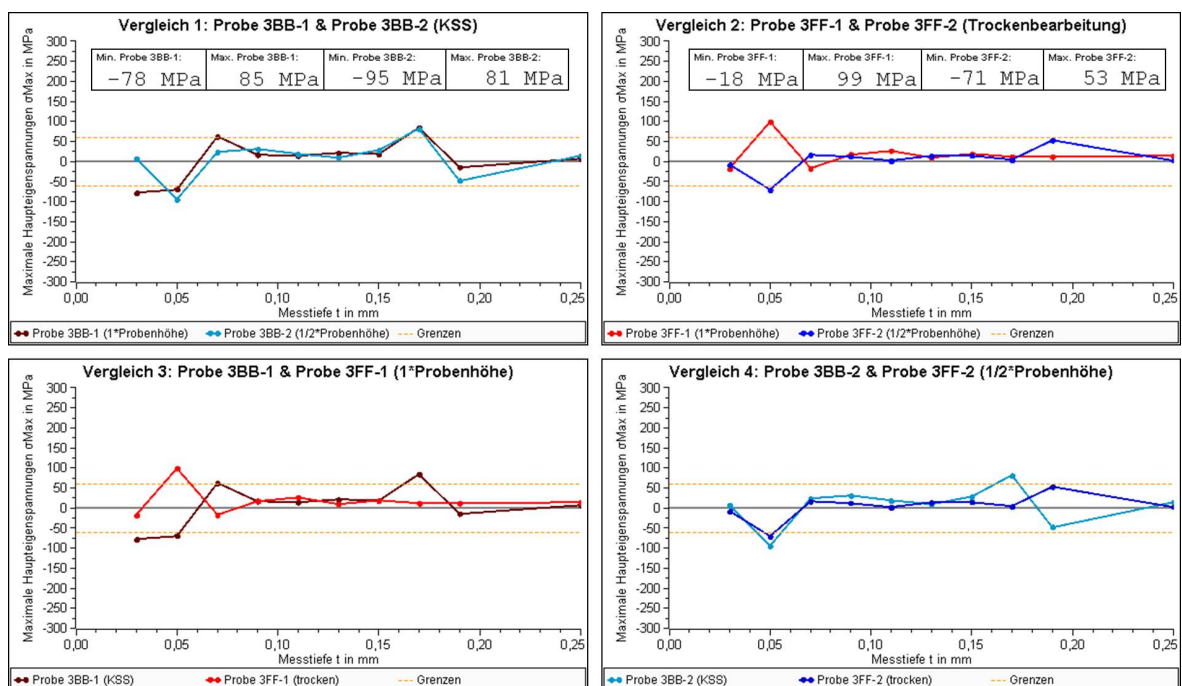 Vergleich 1: Probe 3BB-1 & Probe 3BB-2 (KSS)
Maximale Haupteigenspannungen σMax in MPa
300
250
200
150
100
50
0
-50
-100
-150
-200
-250
-300
Min. Probe 3BB-1: Max. Probe 3BB-1: Min. Probe 3BB-2: Max. Probe 3BB-2:
-78 MPa 85 MPa -95 MPa 81 MPa
0,00 0,05 0,10 0,15 0,20 0,25
Messtiefe t in mm
Probe 3BB-1 (1*Probenhöhe) Probe 3BB-2 (1/2*Probenhöhe) Grenzen
Vergleich 2: Probe 3FF-1 & Probe 3FF-2 (Trockenbearbeitung)
Maximale Haupteigenspannungen σMax in MPa
300
250
200
150
100
50
0
-50
-100
-150
-200
-250
-300
Min. Probe 3FF-1: Max. Probe 3FF-1: Min. Probe 3FF-2: Max. Probe 3FF-2:
-18 MPa 99 MPa -71 MPa 53 MPa
0,00 0,05 0,10 0,15 0,20 0,25
Messtiefe t in mm
Probe 3FF-1 (1*Probenhöhe) Probe 3FF-2 (1/2*Probenhöhe) Grenzen
Vergleich 3: Probe 3BB-1 & Probe 3FF-1 (1*Probenhöhe)
Maximale Haupteigenspannungen σMax in MPa
300
250
200
150
100
50
0
-50
-100
-150
-200
-250
-300
0,00 0,05 0,10 0,15 0,20 0,25
Messtiefe t in mm
Probe 3BB-1 (KSS) Probe 3FF-1 (trocken) Grenzen
Vergleich 4: Probe 3BB-2 & Probe 3FF-2 (1/2*Probenhöhe)
Maximale Haupteigenspannungen σMax in MPa
300
250
200
150
100
50
0
-50
-100
-150
-200
-250
-300
0,00 0,05 0,10 0,15 0,20 0,25
Messtiefe t in mm
Probe 3BB-2 (KSS) Probe 3FF-2 (trocken) Grenzen